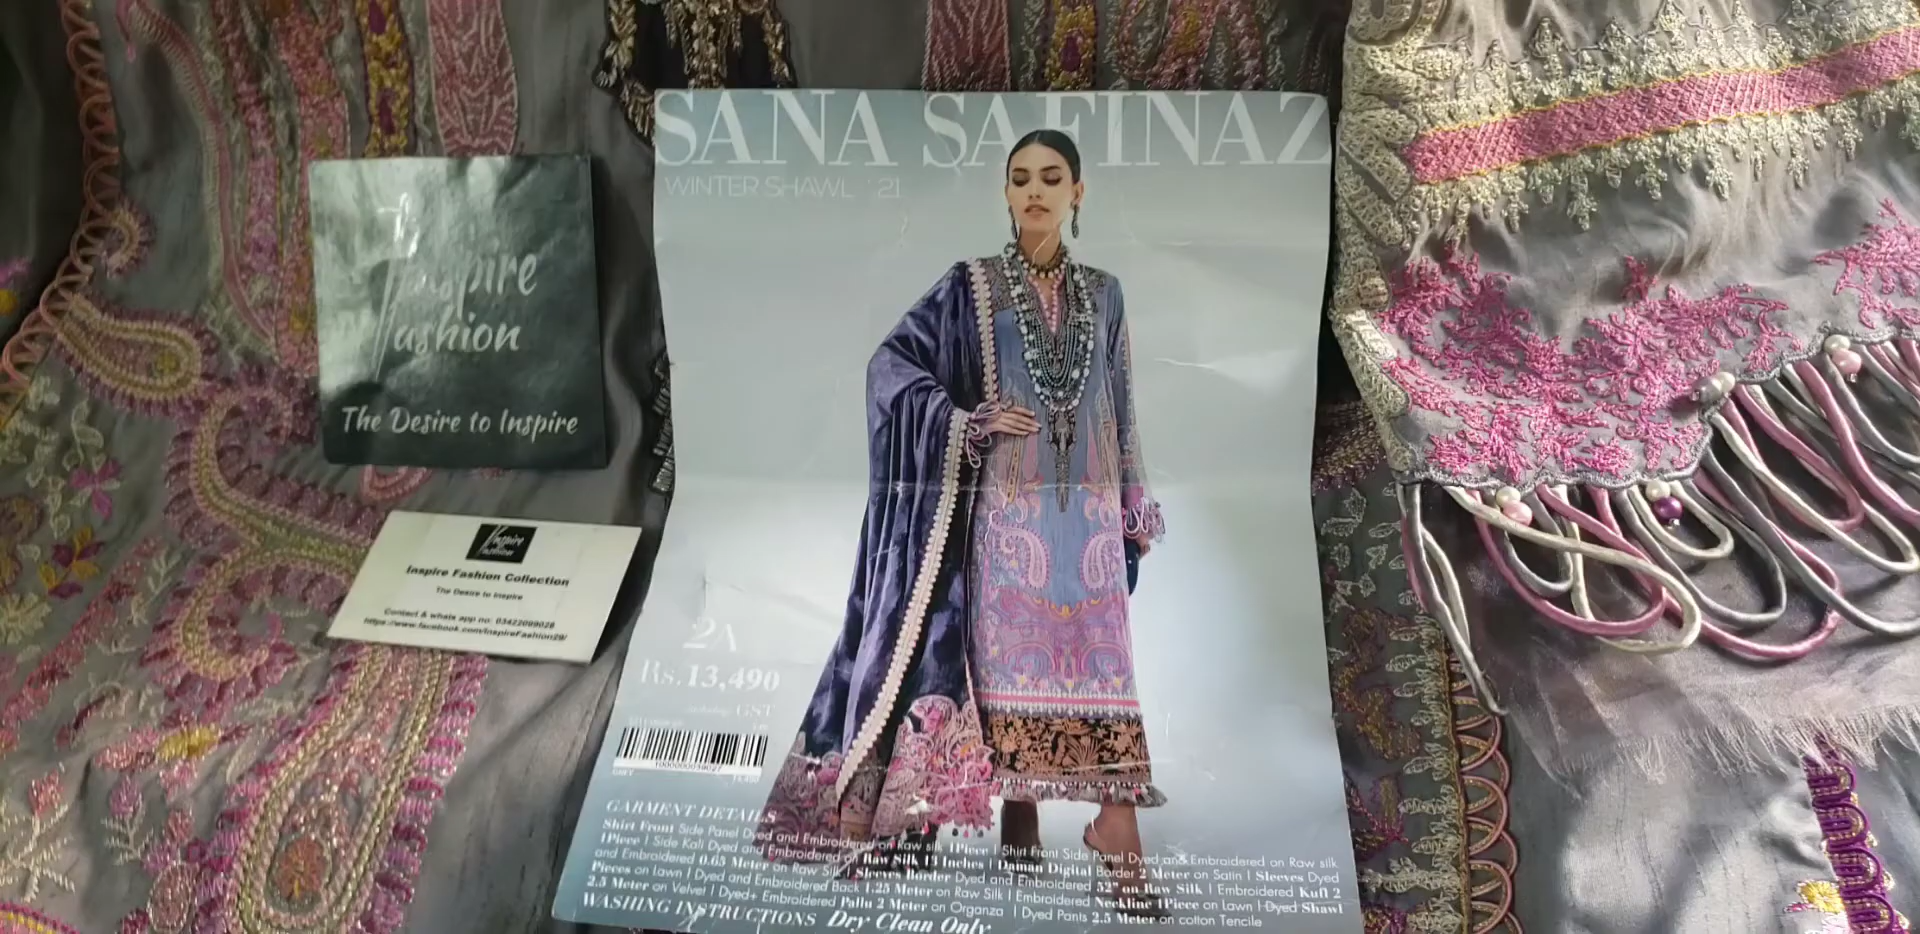 SANA SAFINAZ
WINTER SHAWL '21
Inspire
Fashion
The Desire to Inspire
Inspire
Fashion
Inspire Fashion Collection
The Desire to Inspire
Contact & whats app no: 03422099028
https://www.facebook.com/InspireFashion29/
2A
Rs.13,490
including GST
GARMENT DETAILS
Shirt Front Side Panel Dyed and Embroidered on Raw silk 1Piece | Shirt Front Side Panel Dyed and Embroidered on Raw silk
1Piece | Side Kali Dyed and Embroidered on Raw Silk 13 Inches | Daman Digital Border 2 Meter on Satin | Sleeves Dyed
and Embroidered 0.65 Meter on Raw Silk | Sleeves Border Dyed and Embroidered 52" on Raw Silk | Embroidered Kufl 2
Pieces on Lawn | Dyed and Embroidered Back 1.25 Meter on Raw Silk | Embroidered Neckline 1Piece on Lawn | Dyed Shawl
2.5 Meter on Velvet | Dyed+ Embroidered Pallu 2 Meter on Organza | Dyed Pants 2.5 Meter on cotton Tencile
WASHING INSTRUCTIONS Dry Clean Only